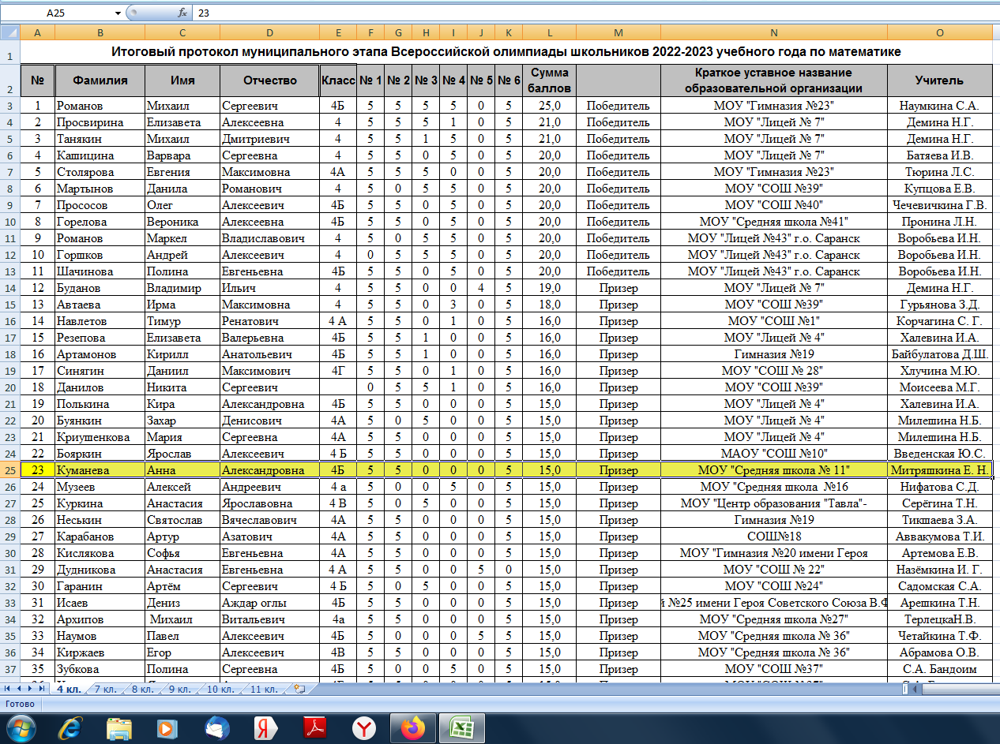 A25 fx 23
A B C D E F G H I J K L M N O
1 Итоговый протокол муниципального этапа Всероссийской олимпиады школьников 2022-2023 учебного года по математике
2 № Фамилия Имя Отчество Класс № 1 № 2 № 3 № 4 № 5 № 6 Сумма баллов Краткое уставное название образовательной организации Учитель
3 1 Романов Михаил Сергеевич 4Б 5 5 5 5 0 5 25,0 Победитель МОУ "Гимназия №23" Наумкина С.А.
4 2 Просвирина Елизавета Алексеевна 4 5 5 5 1 0 5 21,0 Победитель МОУ "Лицей № 7" Демина Н.Г.
5 3 Танякин Михаил Дмитриевич 4 5 5 1 5 0 5 21,0 Победитель МОУ "Лицей № 7" Демина Н.Г.
6 4 Кашицина Варвара Сергеевна 4 5 5 0 5 0 5 20,0 Победитель МОУ "Лицей № 7" Батяева И.В.
7 5 Столярова Евгения Максимовна 4А 5 5 5 0 0 5 20,0 Победитель МОУ "Гимназия №23" Тюрина Л.С.
8 6 Мартынов Данила Романович 4 5 0 5 5 0 5 20,0 Победитель МОУ "СОШ №39" Купцова Е.В.
9 7 Прососов Олег Алексеевич 4Б 5 5 0 5 0 5 20,0 Победитель МОУ "СОШ №40" Чечевичкина Г.В.
10 8 Горелова Вероника Алексеевна 4Б 5 5 0 5 0 5 20,0 Победитель МОУ "Средняя школа №41" Пронина Л.Н.
11 9 Романов Маркел Владиславович 4 5 0 5 5 0 5 20,0 Победитель МОУ "Лицей №43" г.о. Саранск Воробьева И.Н.
12 10 Горшков Андрей Алексеевич 4 0 5 5 5 0 5 20,0 Победитель МОУ "Лицей №43" г.о. Саранск Воробьева И.Н.
13 11 Шачинова Полина Евгеньевна 4Б 5 5 0 5 0 5 20,0 Победитель МОУ "Лицей №43" г.о. Саранск Воробьева И.Н.
14 12 Буданов Владимир Ильич 4 5 5 0 0 4 5 19,0 Призер МОУ "Лицей № 7" Демина Н.Г.
15 13 Автаева Ирма Максимовна 4 5 5 0 3 0 5 18,0 Призер МОУ "СОШ №39" Гурьянова З.Д.
16 14 Навлетов Тимур Ренатович 4 А 5 5 0 1 0 5 16,0 Призер МОУ "СОШ №1" Корчагина С. Г.
17 15 Резепова Елизавета Валерьевна 4Б 5 5 1 0 0 5 16,0 Призер МОУ "Лицей № 4" Халевина И.А.
18 16 Артамонов Кирилл Анатольевич 4Б 5 5 1 0 0 5 16,0 Призер Гимназия №19 Байбулатова Д.Ш.
19 17 Синягин Даниил Максимович 4Г 5 5 0 1 0 5 16,0 Призер МОУ "СОШ № 28" Хлучина М.Ю.
20 18 Данилов Никита Сергеевич 0 5 5 1 0 5 16,0 Призер МОУ "СОШ №39" Моисеева М.Г.
21 19 Полькина Кира Александровна 4Б 5 5 0 0 0 5 15,0 Призер МОУ "Лицей № 4" Халевина И.А.
22 20 Буянкин Захар Денисович 4А 5 0 5 0 0 5 15,0 Призер МОУ "Лицей № 4" Милешина Н.Б.
23 21 Криушенкова Мария Сергеевна 4А 5 5 0 0 0 5 15,0 Призер МОУ "Лицей № 4" Милешина Н.Б.
24 22 Бояркин Ярослав Алексеевич 4 Б 5 5 0 0 0 5 15,0 Призер МАОУ "СОШ №10" Введенская Ю.С.
25 23 Куманева Анна Александровна 4Б 5 5 0 0 0 5 15,0 Призер МОУ "Средняя школа № 11" Митряшкина Е. Н.
26 24 Музеев Алексей Андреевич 4 а 5 0 0 5 0 5 15,0 Призер МОУ "Средняя школа №16 Нифатова С.Д.
27 25 Куркина Анастасия Ярославовна 4 В 5 0 5 0 0 5 15,0 Призер МОУ "Центр образования "Тавла"- Серёгина Т.Н.
28 26 Неськин Святослав Вячеславович 4А 5 5 0 0 0 5 15,0 Призер Гимназия №19 Тикшаева З.А.
29 27 Карабанов Артур Азатович 4А 5 5 0 0 0 5 15,0 Призер СОШ№18 Аввакумова Т.И.
30 28 Кислякова Софья Евгеньевна 4А 5 5 0 0 0 5 15,0 Призер МОУ "Гимназия №20 имени Героя Артемова Е.В.
31 29 Дудникова Анастасия Евгеньевна 4 А 5 5 0 0 5 0 15,0 Призер МОУ "СОШ № 22" Назёмкина И. Г.
32 30 Гаранин Артём Сергеевич 4 Б 5 0 5 0 0 5 15,0 Призер МОУ "СОШ №24" Садомская С.А.
33 31 Исаев Дениз Аждар оглы 4Б 5 5 0 0 0 5 15,0 Призер й №25 имени Героя Советского Союза В.Ф Арешкина Т.Н.
34 32 Архипов Михаил Витальевич 4а 5 5 0 0 0 5 15,0 Призер МОУ "Средняя школа №27" ТерлецкаН.В.
35 33 Наумов Павел Алексеевич 4Б 5 0 0 0 5 5 15,0 Призер МОУ "Средняя школа № 36" Четайкина Т.Ф.
36 34 Киржаев Егор Алексеевич 4В 5 5 0 0 0 5 15,0 Призер МОУ "Средняя школа № 36" Абрамова О.В.
37 35 Зубкова Полина Сергеевна 4Б 5 0 0 5 0 5 15,0 Призер МОУ "СОШ №37" С.А. Бандоим
4 кл. 7 кл. 8 кл. 9 кл. 10 кл. 11 кл.
Готово